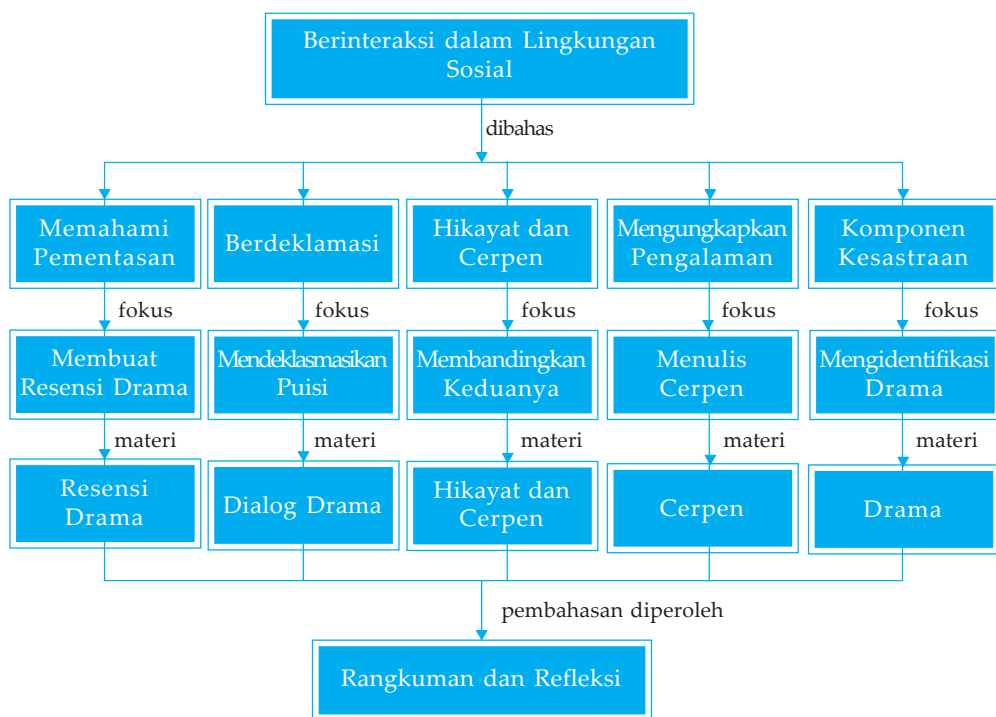 Berinteraksi dalam Lingkungan
Sosial
dibahas
Memahami
Pementasan
Berdeklamasi
Hikayat dan
Cerpen
Mengungkapkan
Pengalaman
Komponen
Kesastraan
fokus
fokus
fokus
fokus
fokus
Membuat
Resensi Drama
Mendeklasmasikan
Puisi
Membandingkan
Keduanya
Menulis
Cerpen
Mengidentifikasi
Drama
materi
materi
materi
materi
materi
Resensi
Drama
Dialog Drama
Hikayat dan
Cerpen
Cerpen
Drama
pembahasan diperoleh
Rangkuman dan Refleksi